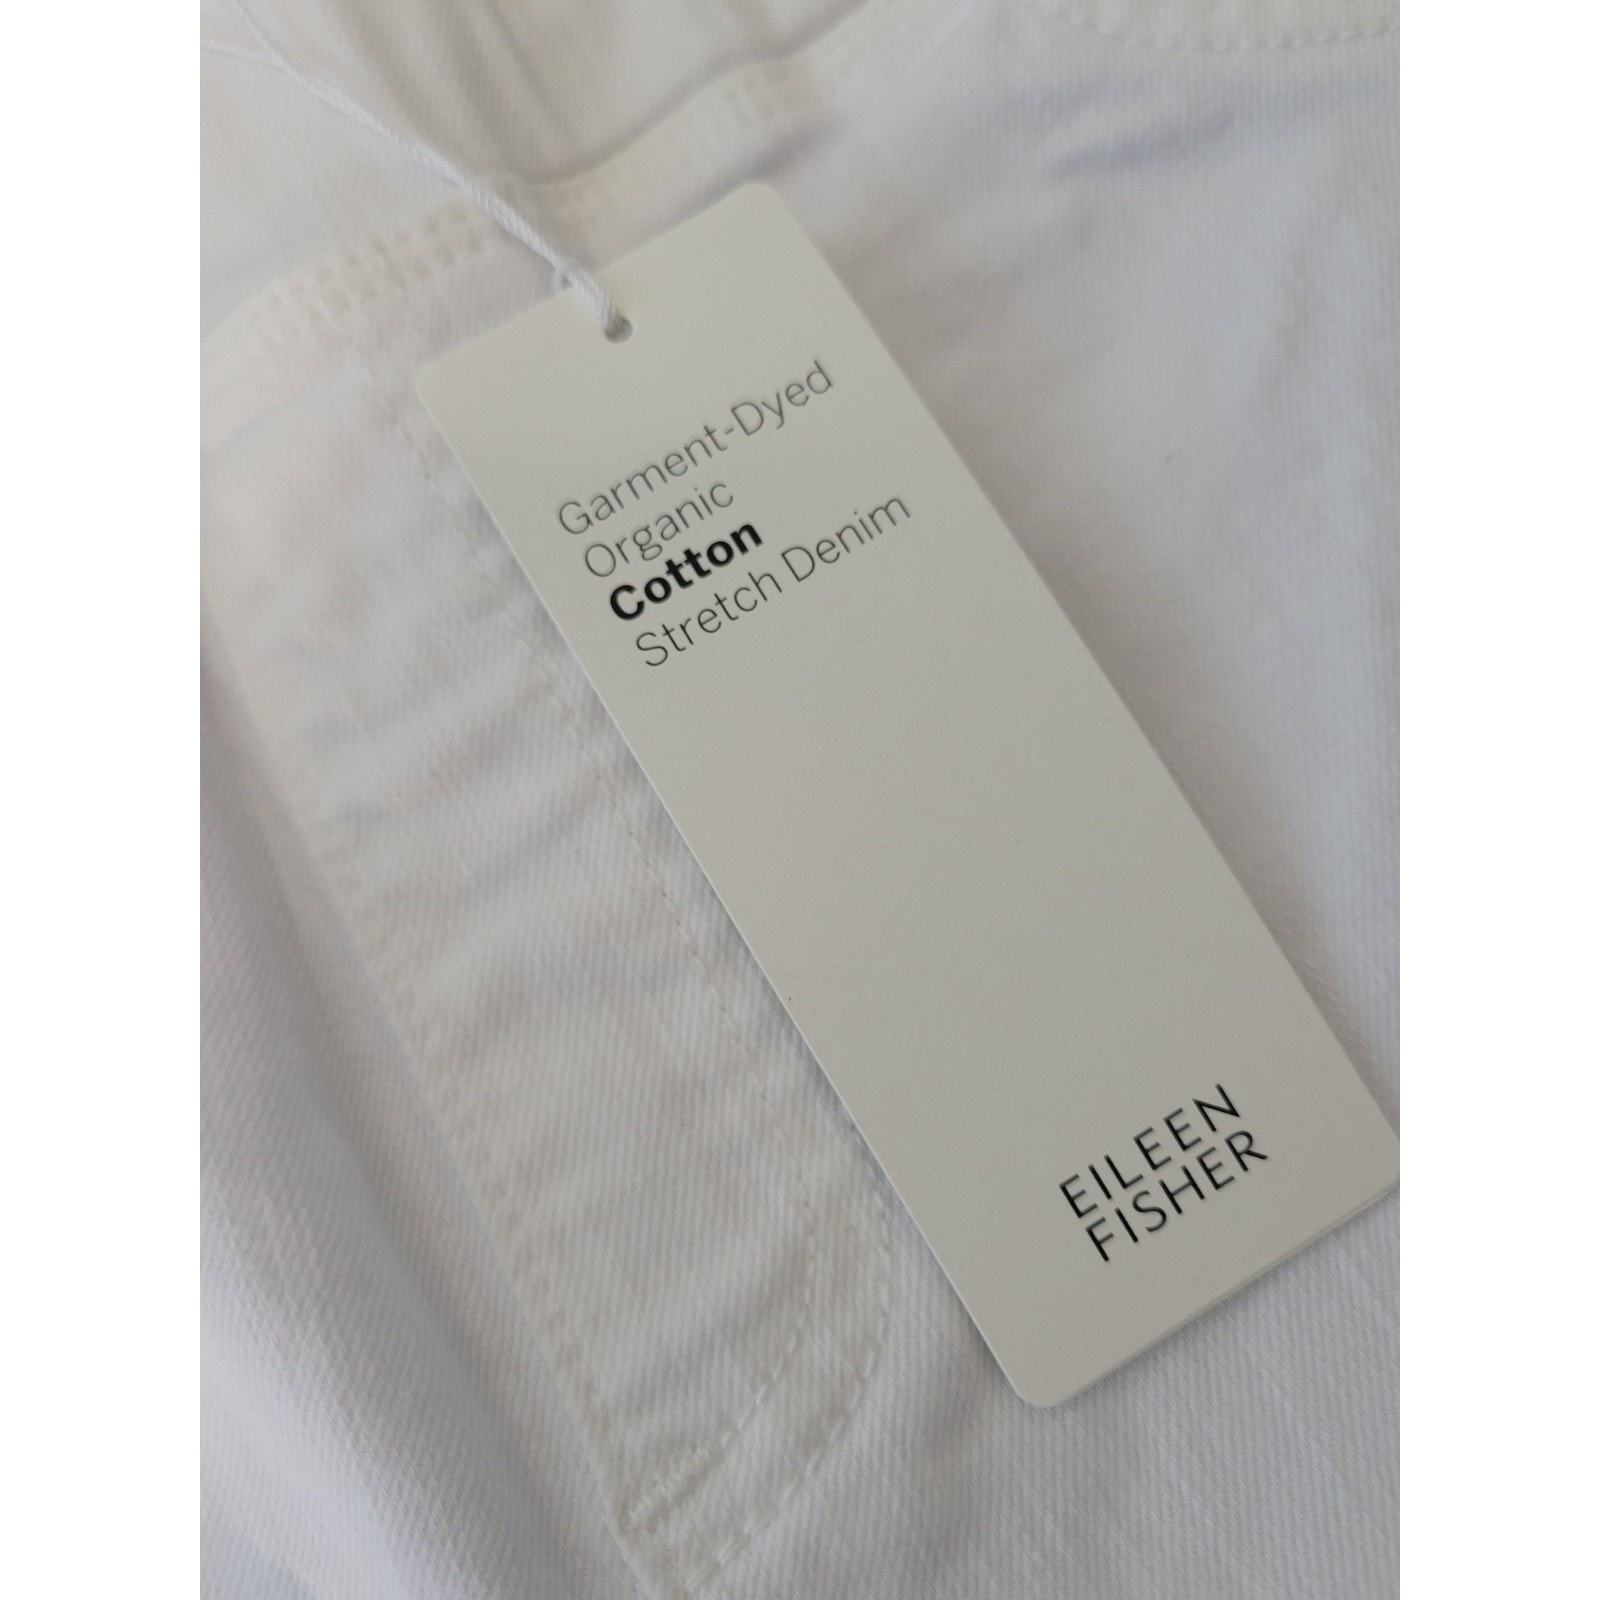 Garment-Dyed
Organic
Cotton
Stretch Denim
EILEEN
FISHER